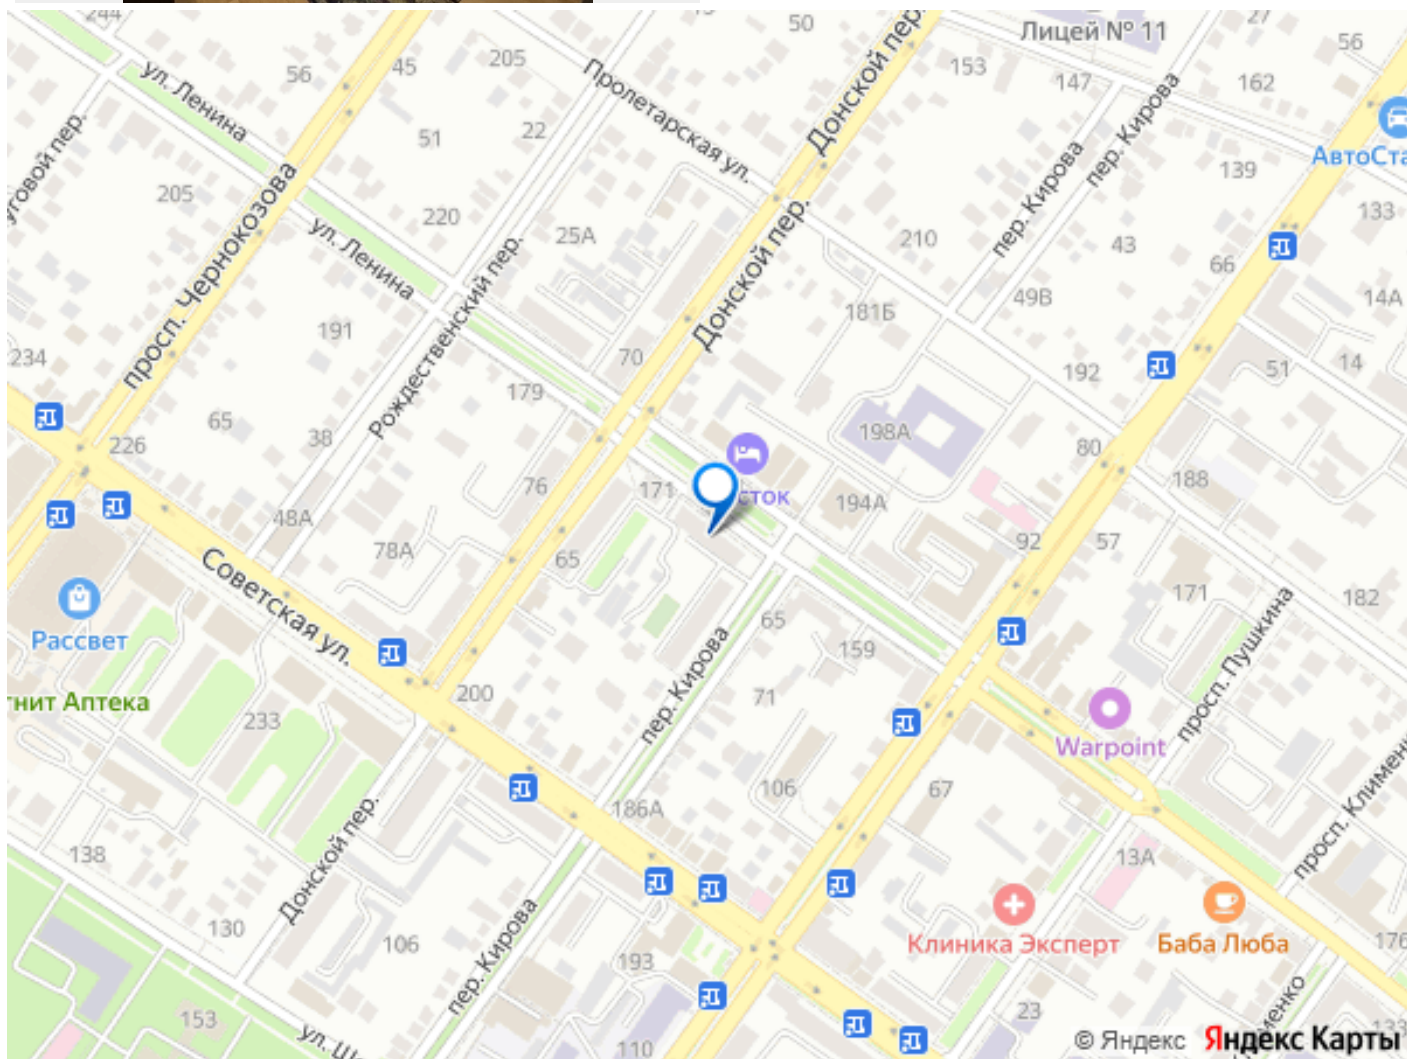 244
205
50
Лицей № 11
27
56
ул. Ленина
56
45
Пролетарская ул.
Донской пер.
153
147
162
пер. Кирова
51
22
АвтоСта
139
205
220
25А
пер. Кирова
133
просп. Чернокозова
ул. Ленина
Рождественский пер.
Донской пер.
210
43
66
49В
14А
191
181Б
234
70
192
51
14
179
65
38
226
198А
80
188
76
171
сток
194А
48А
78А
65
92
57
Советская ул.
171
182
Рассвет
65
159
просп. Пушкина
пер. Кирова
гнит Аптека
200
71
233
Warpoint
106
67
186А
просп. Климен
138
13А
Донской пер.
130
106
пер. Кирова
193
Клиника Эксперт
Баба Люба
176
153
23
менко
133
ул. Ш
110
© Яндекс Яндекс Карты